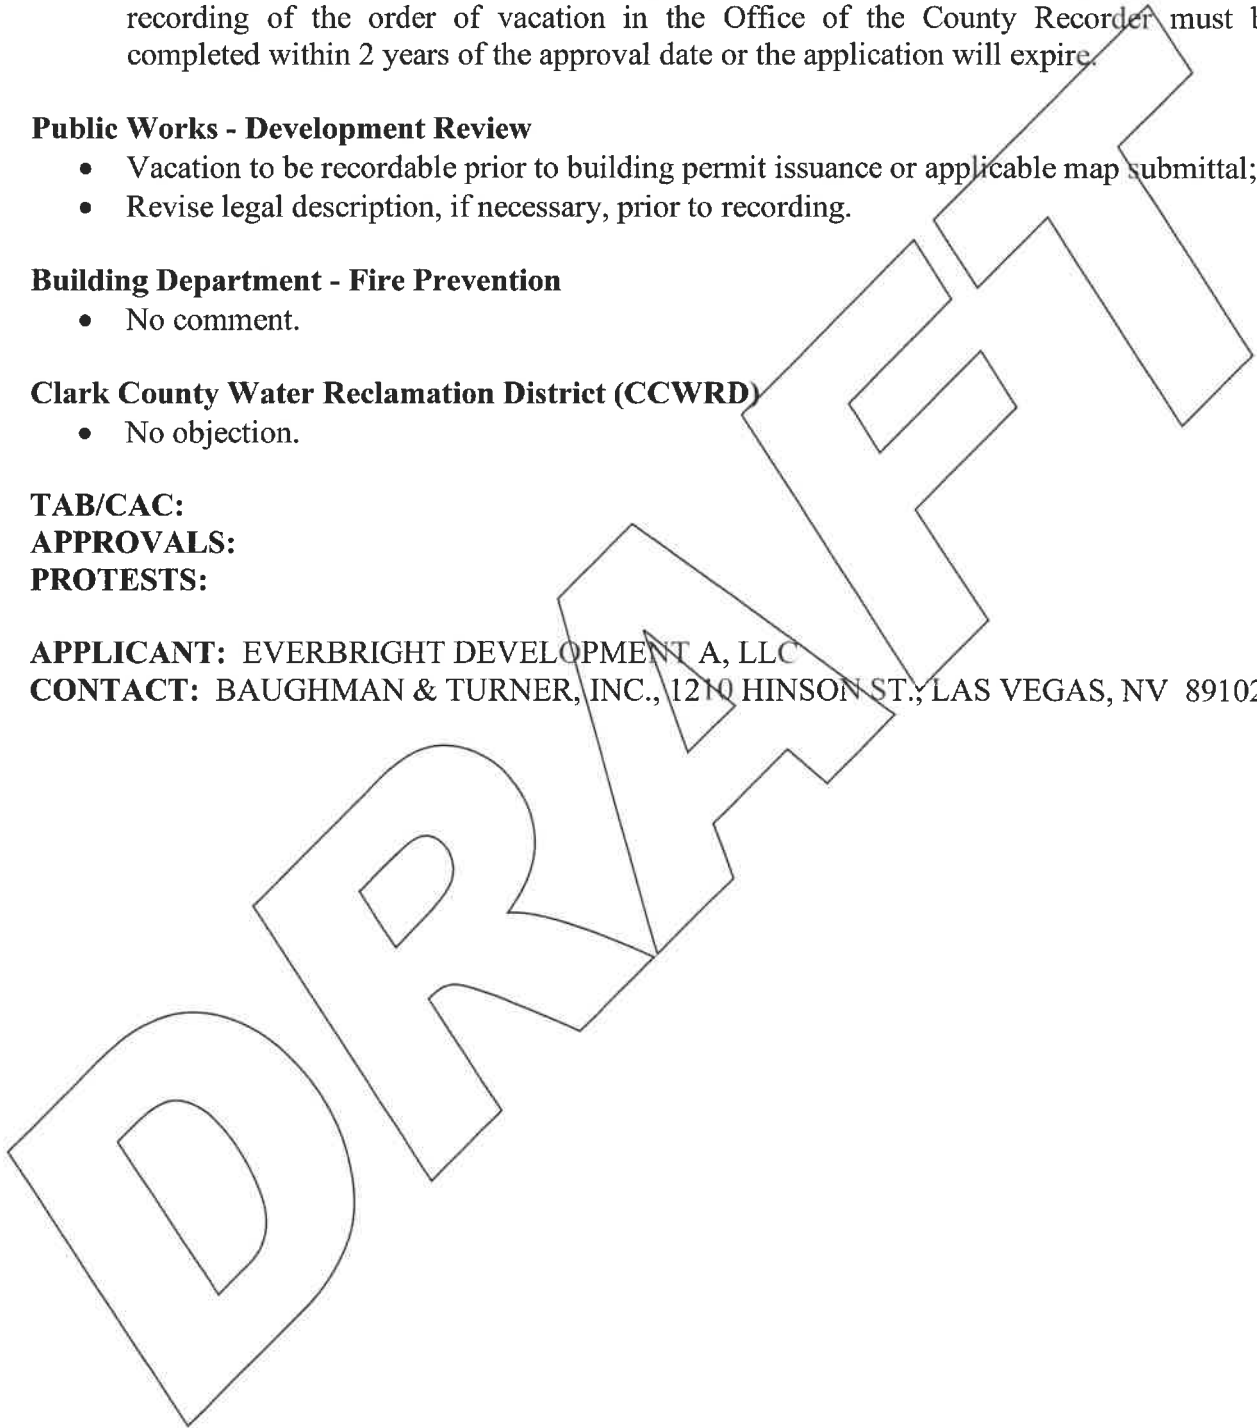 recording of the order of vacation in the Office of the County Recorder must b
completed within 2 years of the approval date or the application will expire.
Public Works - Development Review
• Vacation to be recordable prior to building permit issuance or applicable map submittal;
• Revise legal description, if necessary, prior to recording.
Building Department - Fire Prevention
• No comment.
Clark County Water Reclamation District (CCWRD)
• No objection.
TAB/CAC:
APPROVALS:
PROTESTS:
APPLICANT: EVERBRIGHT DEVELOPMENT A, LLC
CONTACT: BAUGHMAN & TURNER, INC., 1210 HINSON ST., LAS VEGAS, NV 89102
DRAFT